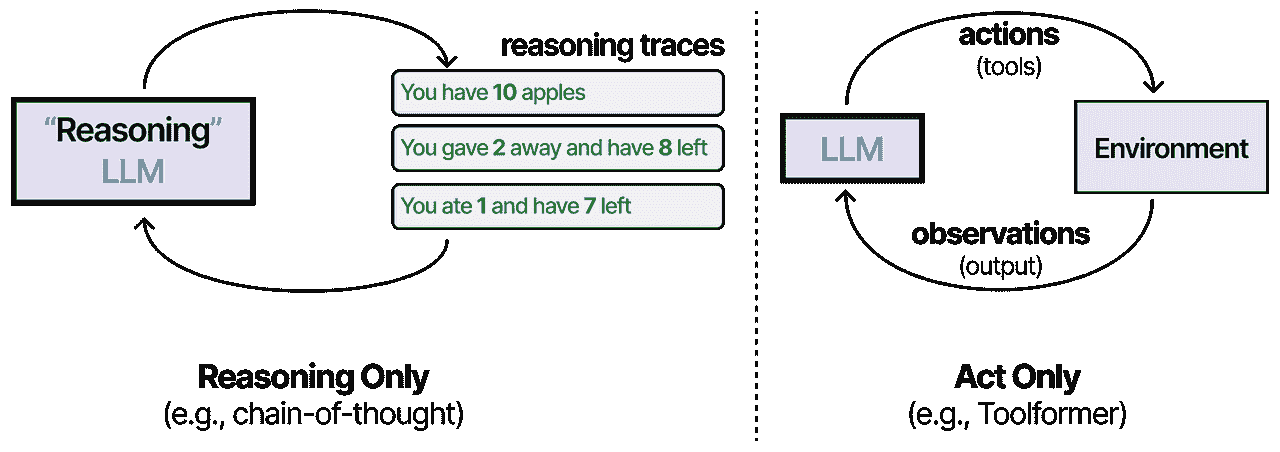 reasoning traces
You have 10 apples
“Reasoning”
LLM
You gave 2 away and have 8 left
You ate 1 and have 7 left
Reasoning Only
(e.g., chain-of-thought)
actions
(tools)
LLM
Environment
observations
(output)
Act Only
(e.g., Toolformer)